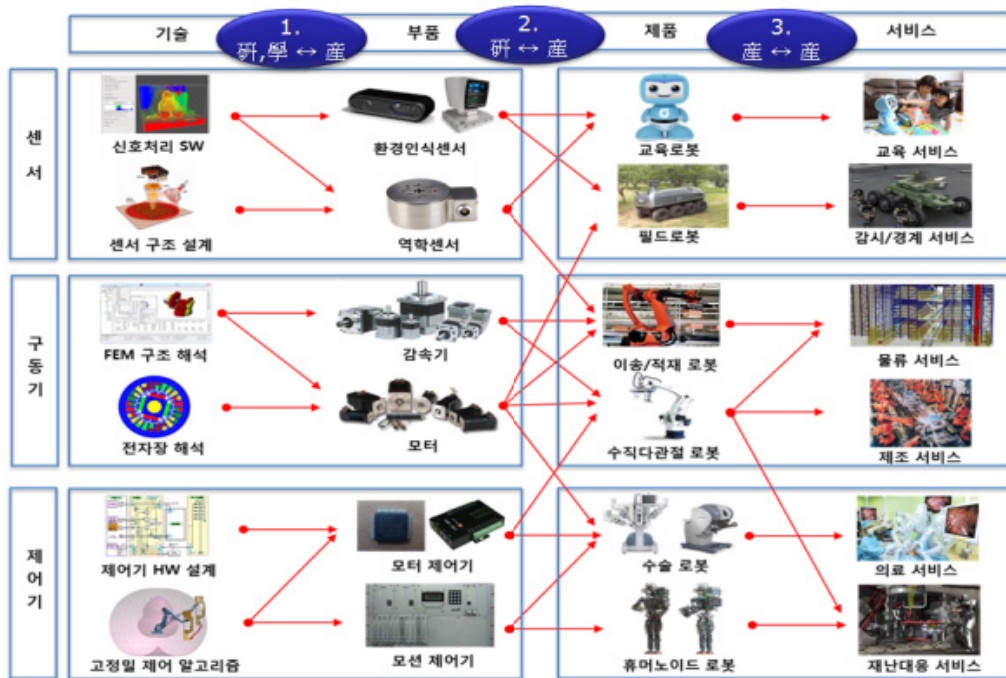 기술
1.
硏,學 ↔ 産
부품
2.
硏 ↔ 産
제품
3.
産 ↔ 産
서비스
센서
신호처리 SW
환경인식센서
교육로봇
교육 서비스
센서 구조 설계
역학센서
필드로봇
감시/경계 서비스
구동기
FEM 구조 해석
감속기
이송/적재 로봇
물류 서비스
전자장 해석
모터
수직다관절 로봇
제조 서비스
제어기
제어기 HW 설계
모터 제어기
수술 로봇
의료 서비스
고정밀 제어 알고리즘
모션 제어기
휴머노이드 로봇
재난대응 서비스